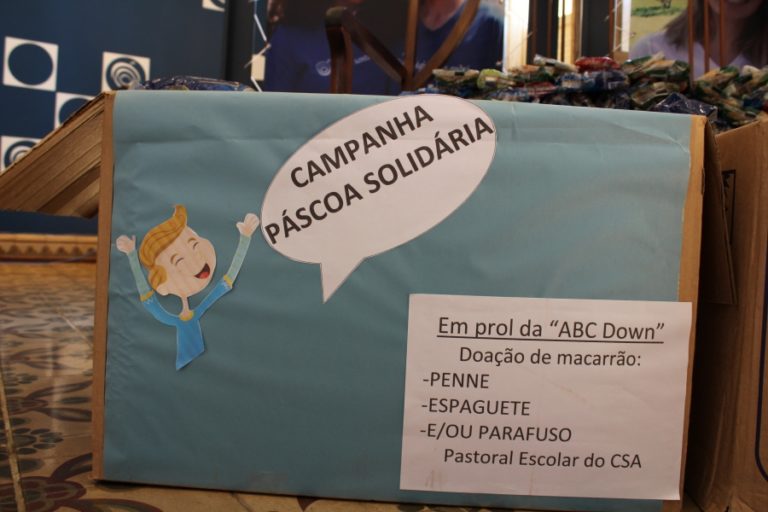 CAMPANHA
PÁSCOA SOLIDÁRIA
Em prol da “ABC Down”
Doação de macarrão:
-PENNE
-ESPAGUETE
-E/OU PARAFUSO
Pastoral Escolar do CSA